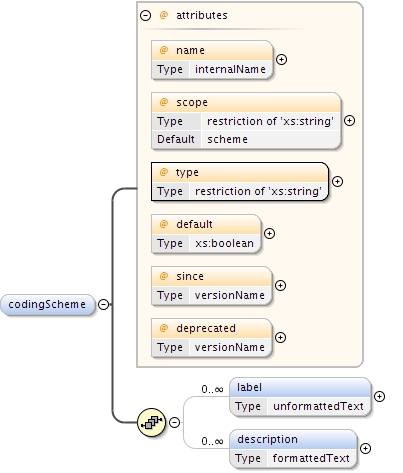 @ attributes
@ name
Type internalName
@ scope
Type restriction of 'xs:string'
Default scheme
@ type
Type restriction of 'xs:string'
@ default
Type xs:boolean
@ since
Type versionName
@ deprecated
Type versionName
codingScheme
0..∞ label
Type unformattedText
0..∞ description
Type formattedText